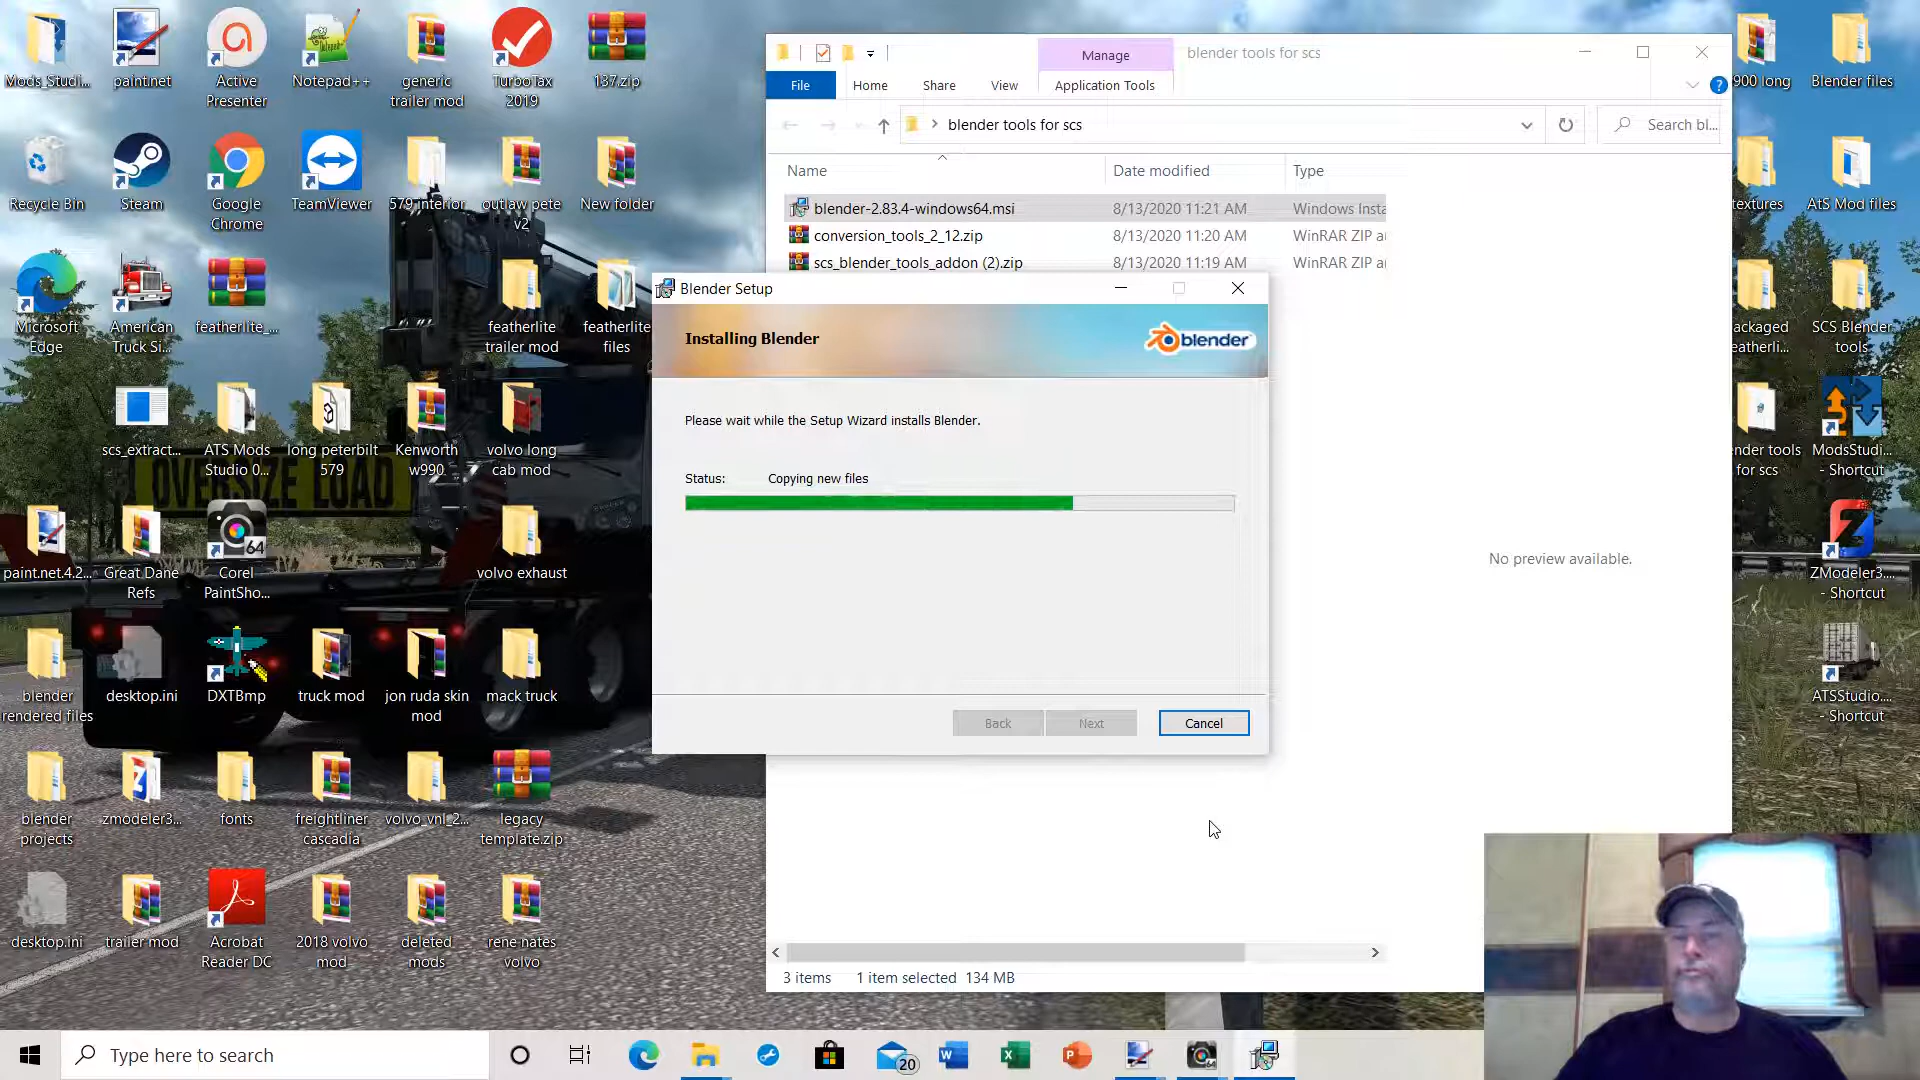 Mods_Studi...
paint.net
Active
Presenter
Notepad++
generic
trailer mod
TurboTax
2019
137.zip
Recycle Bin
Steam
Google
Chrome
TeamViewer
579 interior
outlaw pete
v2
New folder
Microsoft
Edge
American
Truck Si...
featherlite_...
featherlite
trailer mod
featherlite
files
scs_extract...
ATS Mods
Studio 0...
long peterbilt
579
Kenworth
w990
volvo long
cab mod
OVERSIZE LOAD
paint.net.4.2...
Great Dane
Refs
64
Corel
PaintSho...
volvo exhaust
blender
rendered files
desktop.ini
DXTBmp
truck mod
jon ruda skin
mod
mack truck
blender
projects
zmodeler3...
fonts
freightliner
cascadia
volvo_vnl_2...
legacy
template.zip
desktop.ini
trailer mod
Acrobat
Reader DC
2018 volvo
mod
deleted
mods
rene nates
volvo
Manage
blender tools for scs
File
Home
Share
View
Application Tools
blender tools for scs
Search bl...
Name
Date modified
Type
blender-2.83.4-windows64.msi
8/13/2020 11:21 AM
Windows Insta
conversion_tools_2_12.zip
8/13/2020 11:20 AM
WinRAR ZIP a
scs_blender_tools_addon (2).zip
8/13/2020 11:19 AM
WinRAR ZIP a
Blender Setup
Installing Blender
blender
Please wait while the Setup Wizard installs Blender.
Status:
Copying new files
Back
Next
Cancel
No preview available.
3 items
1 item selected 134 MB
900 long
Blender files
textures
AtS Mod files
ackaged
eatherli...
SCS Blender
tools
nder tools
for scs
ModsStudi...
- Shortcut
ZModeler3....
- Shortcut
ATSStudio....
- Shortcut
Type here to search
20